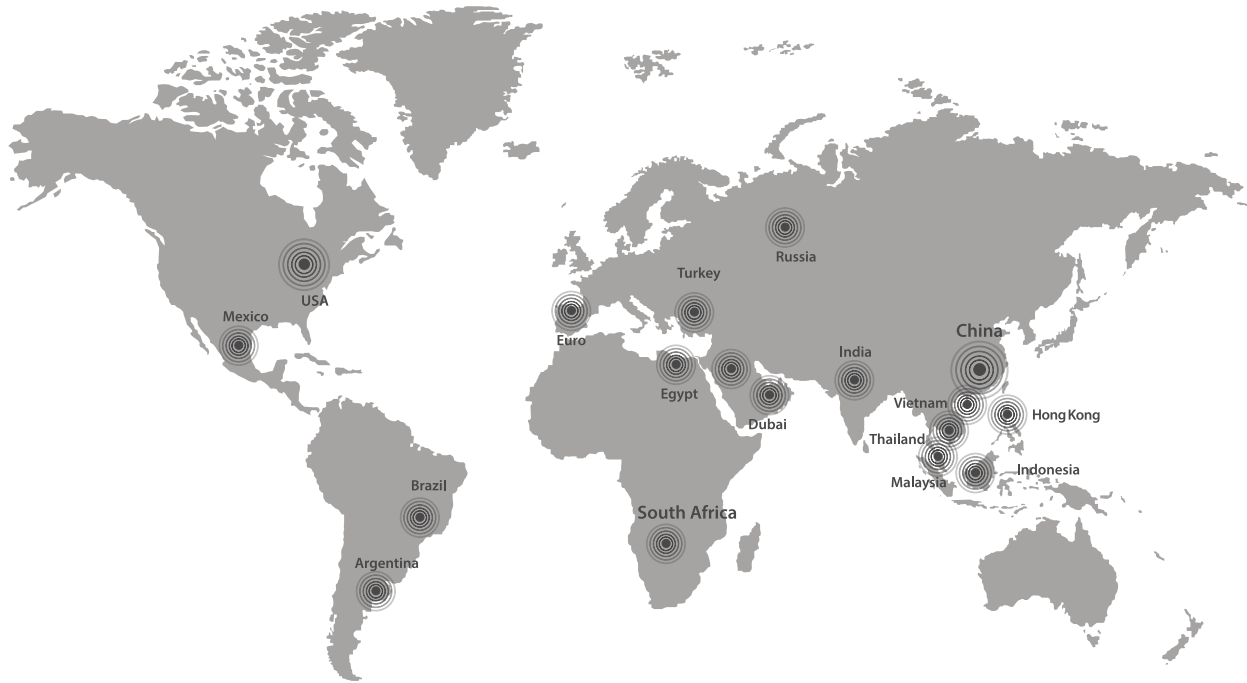 Russia
Turkey
USA
Mexico
China
Euro
India
Egypt
Vietnam
Hong Kong
Dubai
Thailand
Indonesia
Malaysia
Brazil
South Africa
Argentina